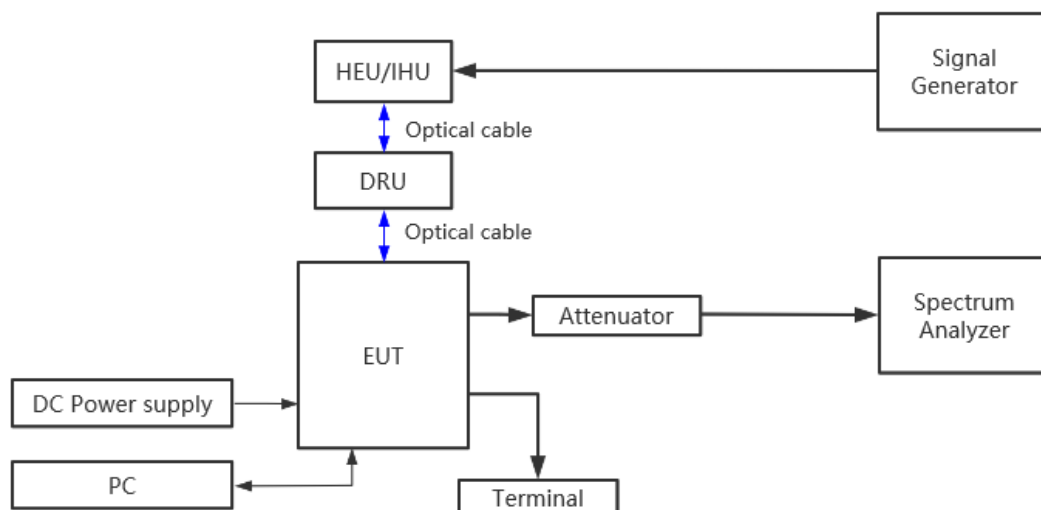 HEU/IHU
Signal
Generator
Optical cable
DRU
Optical cable
EUT
Attenuator
Spectrum
Analyzer
DC Power supply
PC
Terminal